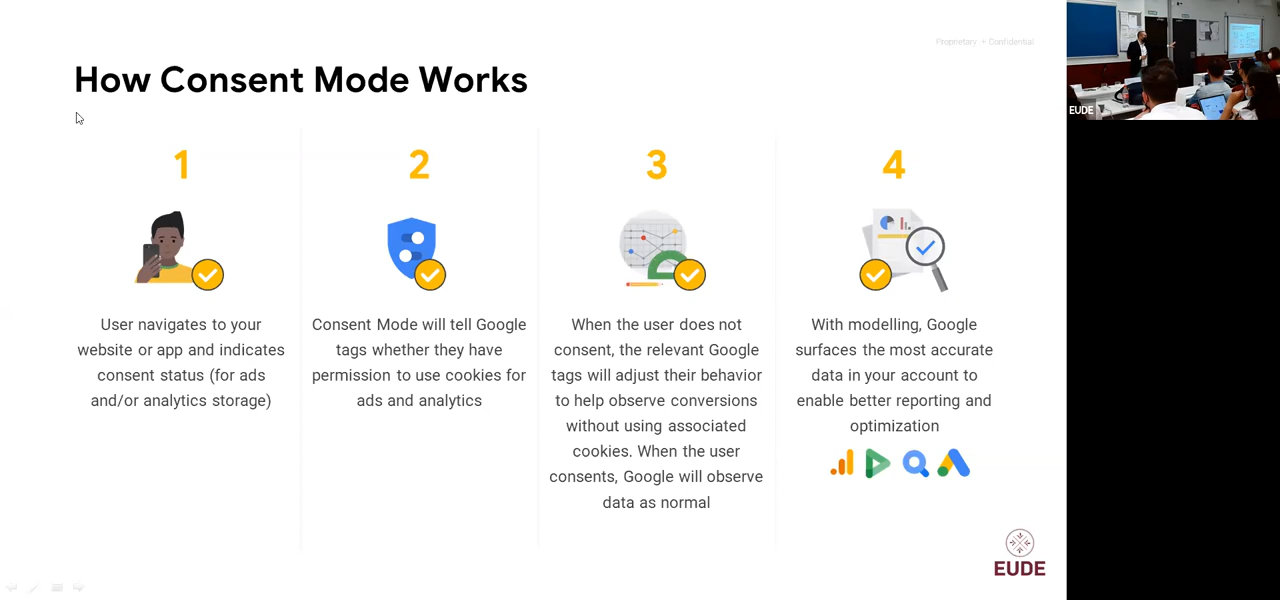 Proprietary + Confidential
How Consent Mode Works
1
User navigates to your
website or app and indicates
consent status (for ads
and/or analytics storage)
2
Consent Mode will tell Google
tags whether they have
permission to use cookies for
ads and analytics
3
When the user does not
consent, the relevant Google
tags will adjust their behavior
to help observe conversions
without using associated
cookies. When the user
consents, Google will observe
data as normal
4
With modelling, Google
surfaces the most accurate
data in your account to
enable better reporting and
optimization
EUDE
EUDE